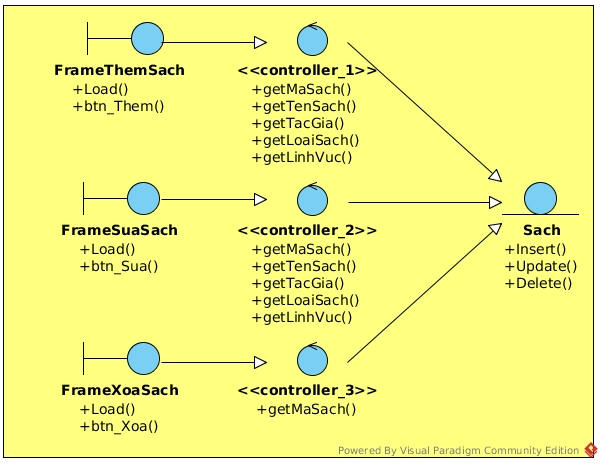 FrameThemSach
+Load()
+btn_Them()
<<controller_1>>
+getMaSach()
+getTenSach()
+getTacGia()
+getLoaiSach()
+getLinhVuc()
FrameSuaSach
+Load()
+btn_Sua()
<<controller_2>>
+getMaSach()
+getTenSach()
+getTacGia()
+getLoaiSach()
+getLinhVuc()
Sach
+Insert()
+Update()
+Delete()
FrameXoaSach
+Load()
+btn_Xoa()
<<controller_3>>
+getMaSach()
Powered By Visual Paradigm Community Edition